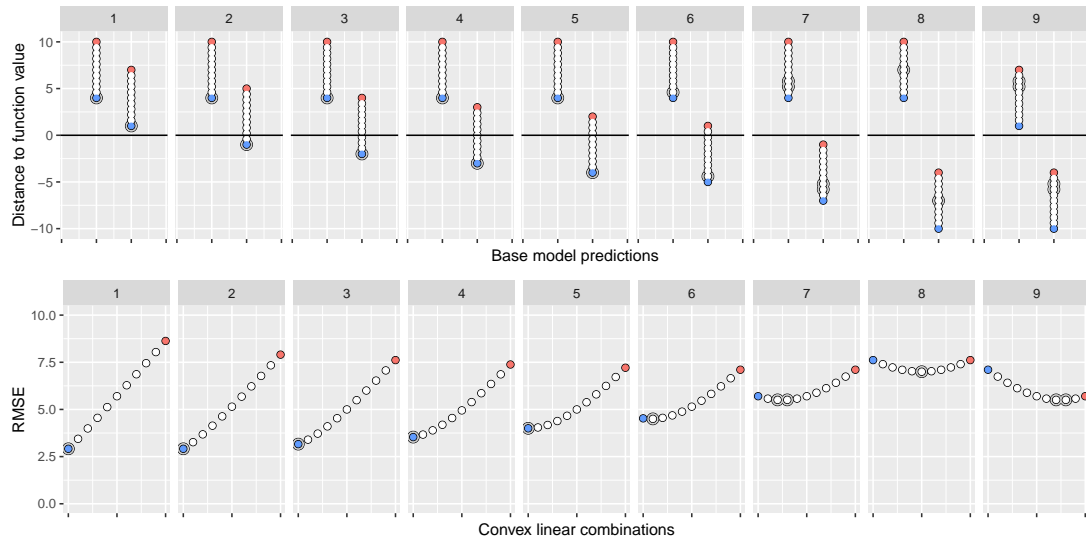 1 2 3 4 5 6 7 8 9
10
5
0
−5
−10
Distance to function value
Base model predictions
1 2 3 4 5 6 7 8 9
10.0
7.5
5.0
2.5
0.0
RMSE
Convex linear combinations